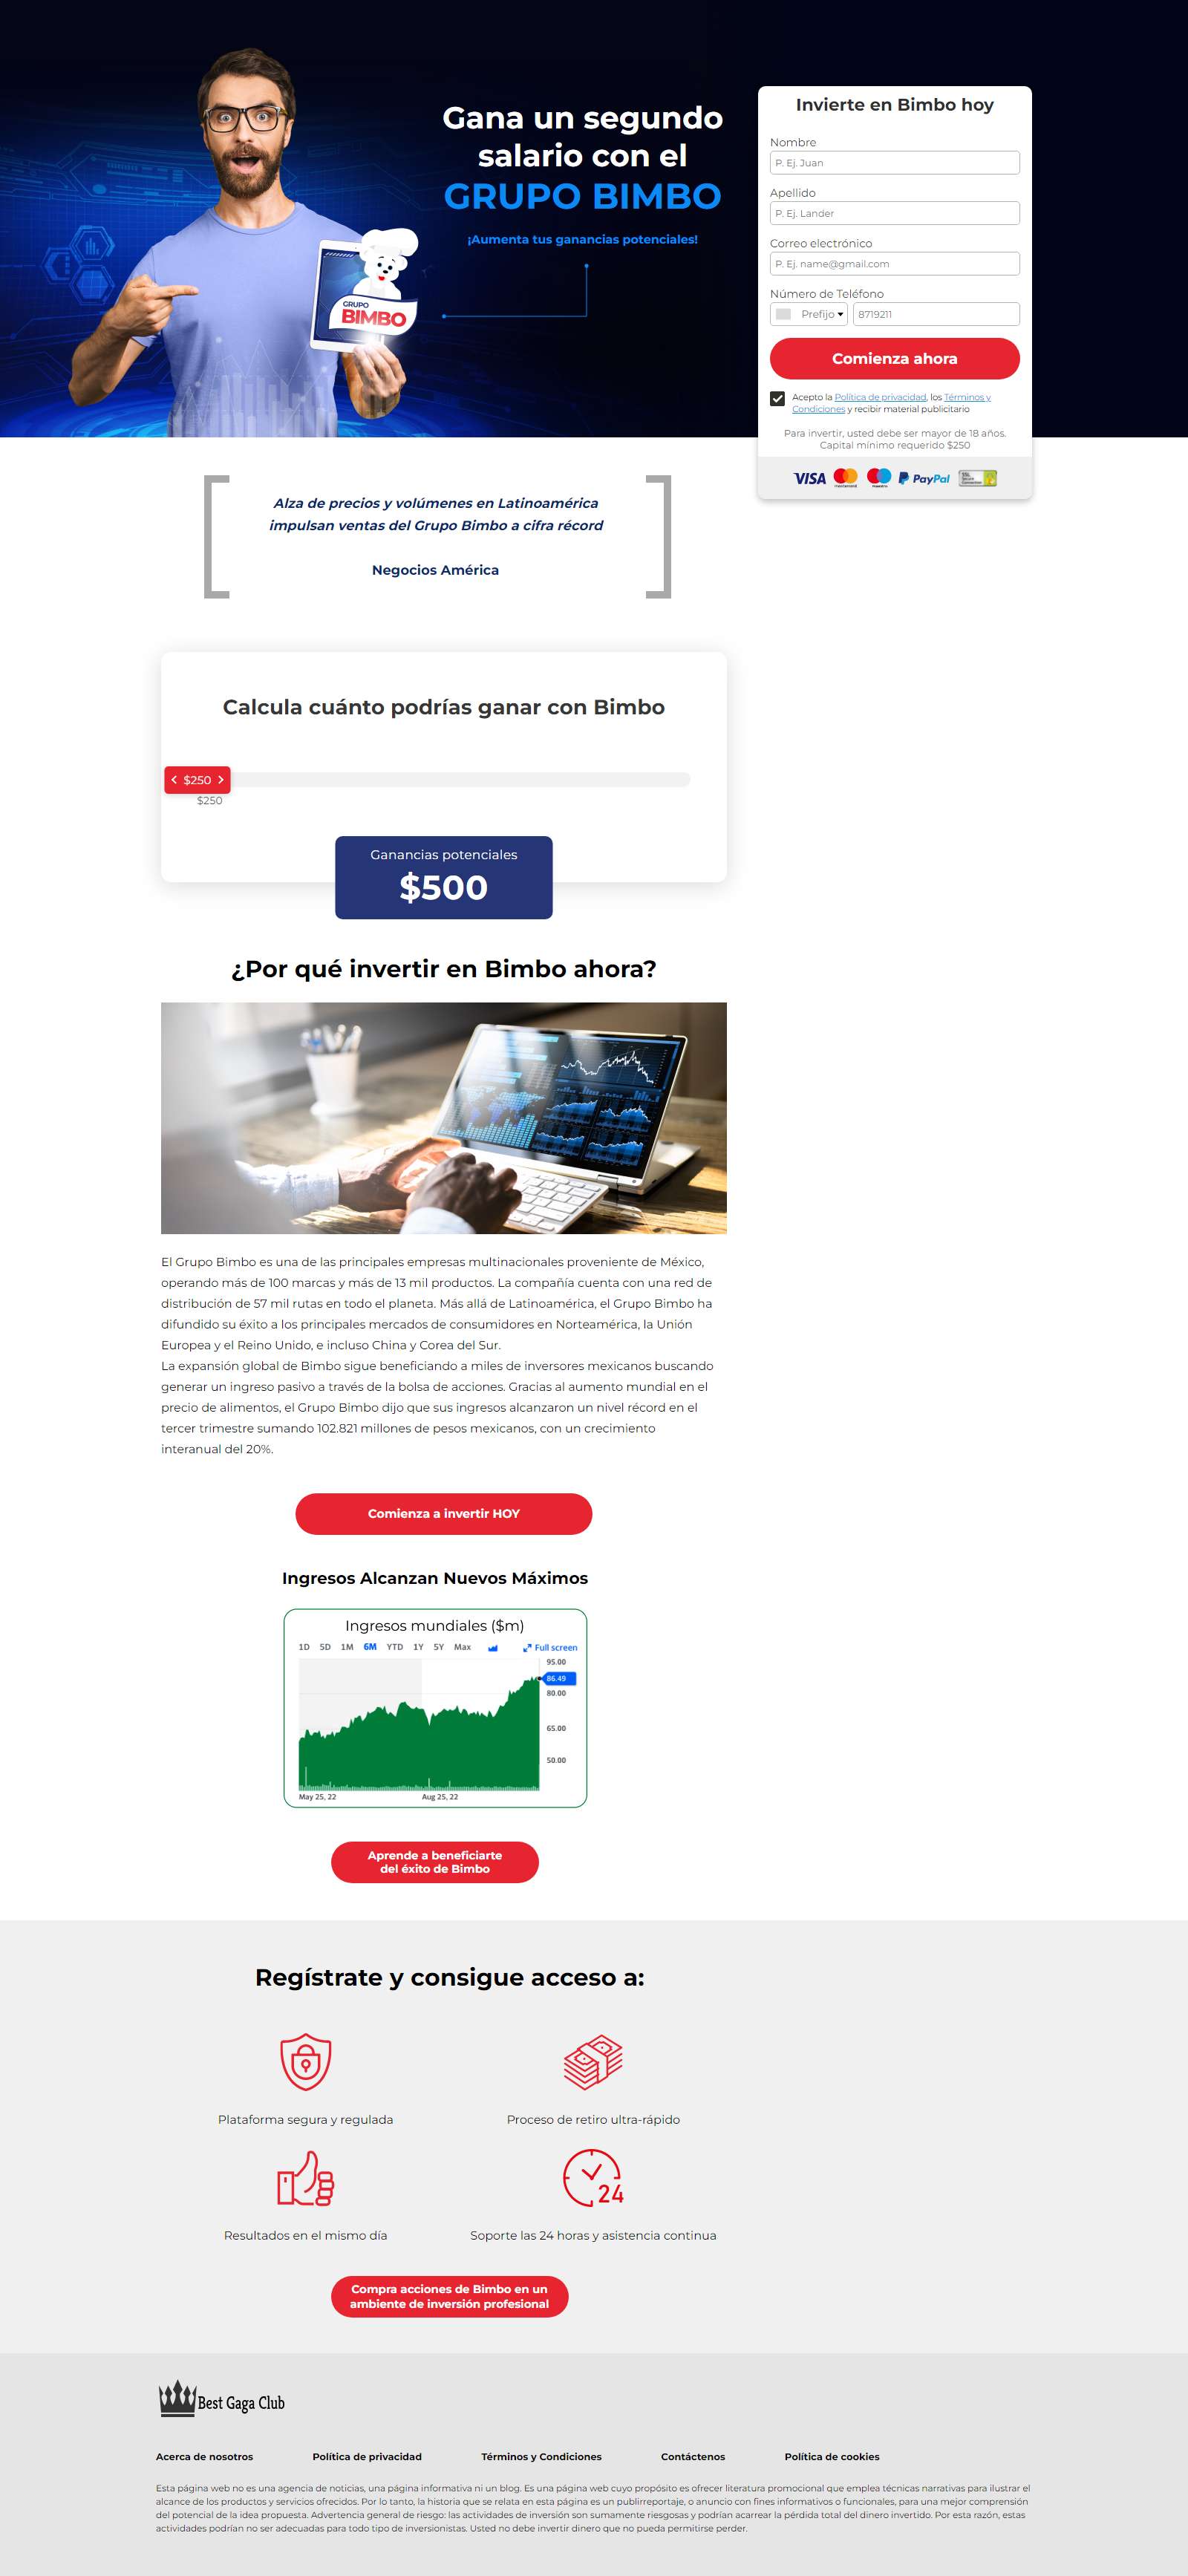 Gana un segundo
salario con el
GRUPO BIMBO
¡Aumenta tus ganancias potenciales!
GRUPO
BIMBO
Invierte en Bimbo hoy
Nombre
P. Ej. Juan
Apellido
P. Ej. Lander
Correo electrónico
P. Ej. name@gmail.com
Número de Teléfono
Prefijo
8719211
Comienza ahora
Acepto la Política de privacidad, los Términos y
Condiciones y recibir material publicitario
Para invertir, usted debe ser mayor de 18 años.
Capital mínimo requerido $250
VISA
mastercard
maestro
PayPal
Alza de precios y volúmenes en Latinoamérica
impulsan ventas del Grupo Bimbo a cifra récord
Negocios América
Calcula cuánto podrías ganar con Bimbo
$250
$250
Ganancias potenciales
$500
¿Por qué invertir en Bimbo ahora?
El Grupo Bimbo es una de las principales empresas multinacionales proveniente de México,
operando más de 100 marcas y más de 13 mil productos. La compañía cuenta con una red de
distribución de 57 mil rutas en todo el planeta. Más allá de Latinoamérica, el Grupo Bimbo ha
difundido su éxito a los principales mercados de consumidores en Norteamérica, la Unión
Europea y el Reino Unido, e incluso China y Corea del Sur.
La expansión global de Bimbo sigue beneficiando a miles de inversores mexicanos buscando
generar un ingreso pasivo a través de la bolsa de acciones. Gracias al aumento mundial en el
precio de alimentos, el Grupo Bimbo dijo que sus ingresos alcanzaron un nivel récord en el
tercer trimestre sumando 102.821 millones de pesos mexicanos, con un crecimiento
interanual del 20%.
Comienza a invertir HOY
Ingresos Alcanzan Nuevos Máximos
Ingresos mundiales ($m)
1D 5D 1M 6M YTD 1Y 5Y Max Full screen
95.00
86.49
80.00
65.00
50.00
May 25, 22 Aug 25, 22
Aprende a beneficiarte
del éxito de Bimbo
Regístrate y consigue acceso a:
Plataforma segura y regulada
Proceso de retiro ultra-rápido
24
Resultados en el mismo día
Soporte las 24 horas y asistencia continua
Compra acciones de Bimbo en un
ambiente de inversión profesional
Best Gaga Club
Acerca de nosotros Política de privacidad Términos y Condiciones Contáctenos Política de cookies
Esta página web no es una agencia de noticias, una página informativa ni un blog. Es una página web cuyo propósito es ofrecer literatura promocional que emplea técnicas narrativas para ilustrar el
alcance de los productos y servicios ofrecidos. Por lo tanto, la historia que se relata en esta página es un publirreportaje, o anuncio con fines informativos o funcionales, para una mejor comprensión
del potencial de la idea propuesta. Advertencia general de riesgo: las actividades de inversión son sumamente riesgosas y podrían acarrear la pérdida total del dinero invertido. Por esta razón, estas
actividades podrían no ser adecuadas para todo tipo de inversionistas. Usted no debe invertir dinero que no pueda permitirse perder.